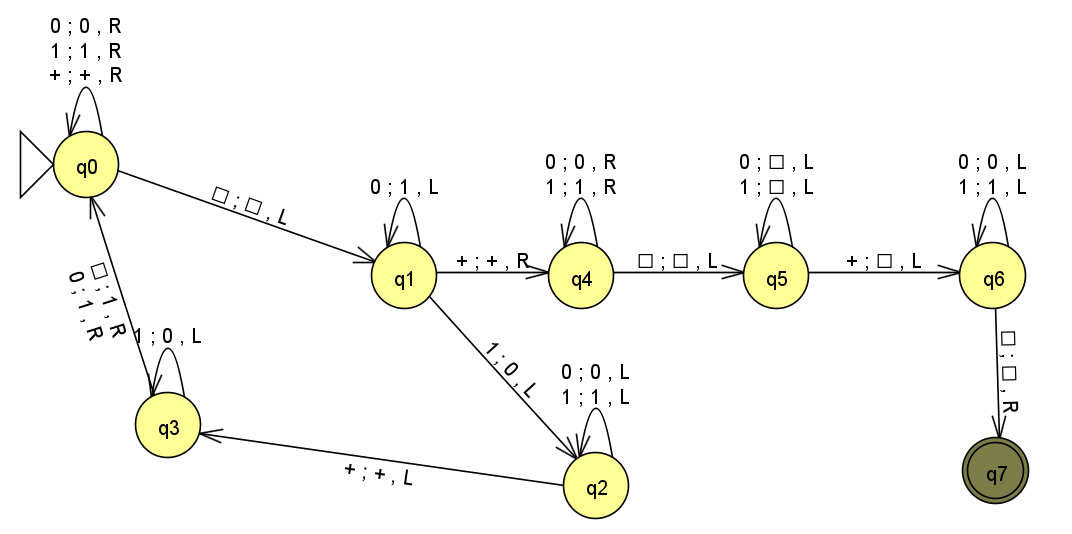 0 ; 0 , R
1 ; 1 , R
+ ; + , R
q0
□ ; □ , L
0 ; 1 , L
q1
+ ; + , R
0 ; 0 , R
1 ; 1 , R
q4
□ ; □ , L
0 ; □ , L
1 ; □ , L
q5
+ ; □ , L
0 ; 0 , L
1 ; 1 , L
q6
□ ; 1 , R
0 ; 1 , R
1 ; 0 , L
q3
1 ; 0 , L
0 ; 0 , L
1 ; 1 , L
q2
+ ; + , L
□ ; □ , R
q7